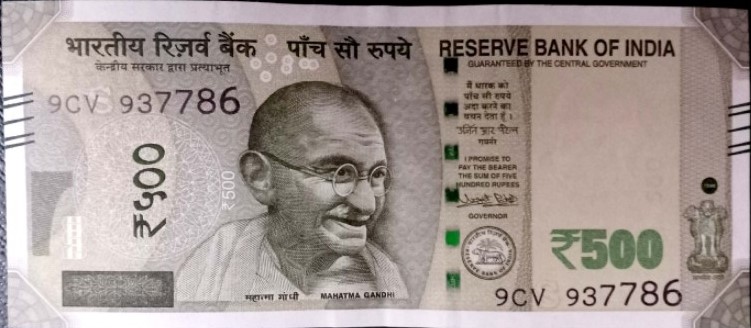 भारतीय रिज़र्व बैंक पाँच सौ रुपये RESERVE BANK OF INDIA
केन्द्रीय सरकार द्वारा प्रत्याभूत
GUARANTEED BY THE CENTRAL GOVERNMENT
9CV 937786
मैं धारक को
पाँच सौ रुपये
अदा करने का
वचन देता हूँ।
गवर्नर
I PROMISE TO
PAY THE BEARER
THE SUM OF FIVE
HUNDRED RUPEES
GOVERNOR
₹५००
₹500
₹500
महात्मा गांधी MAHATMA GANDHI
9CV 937786